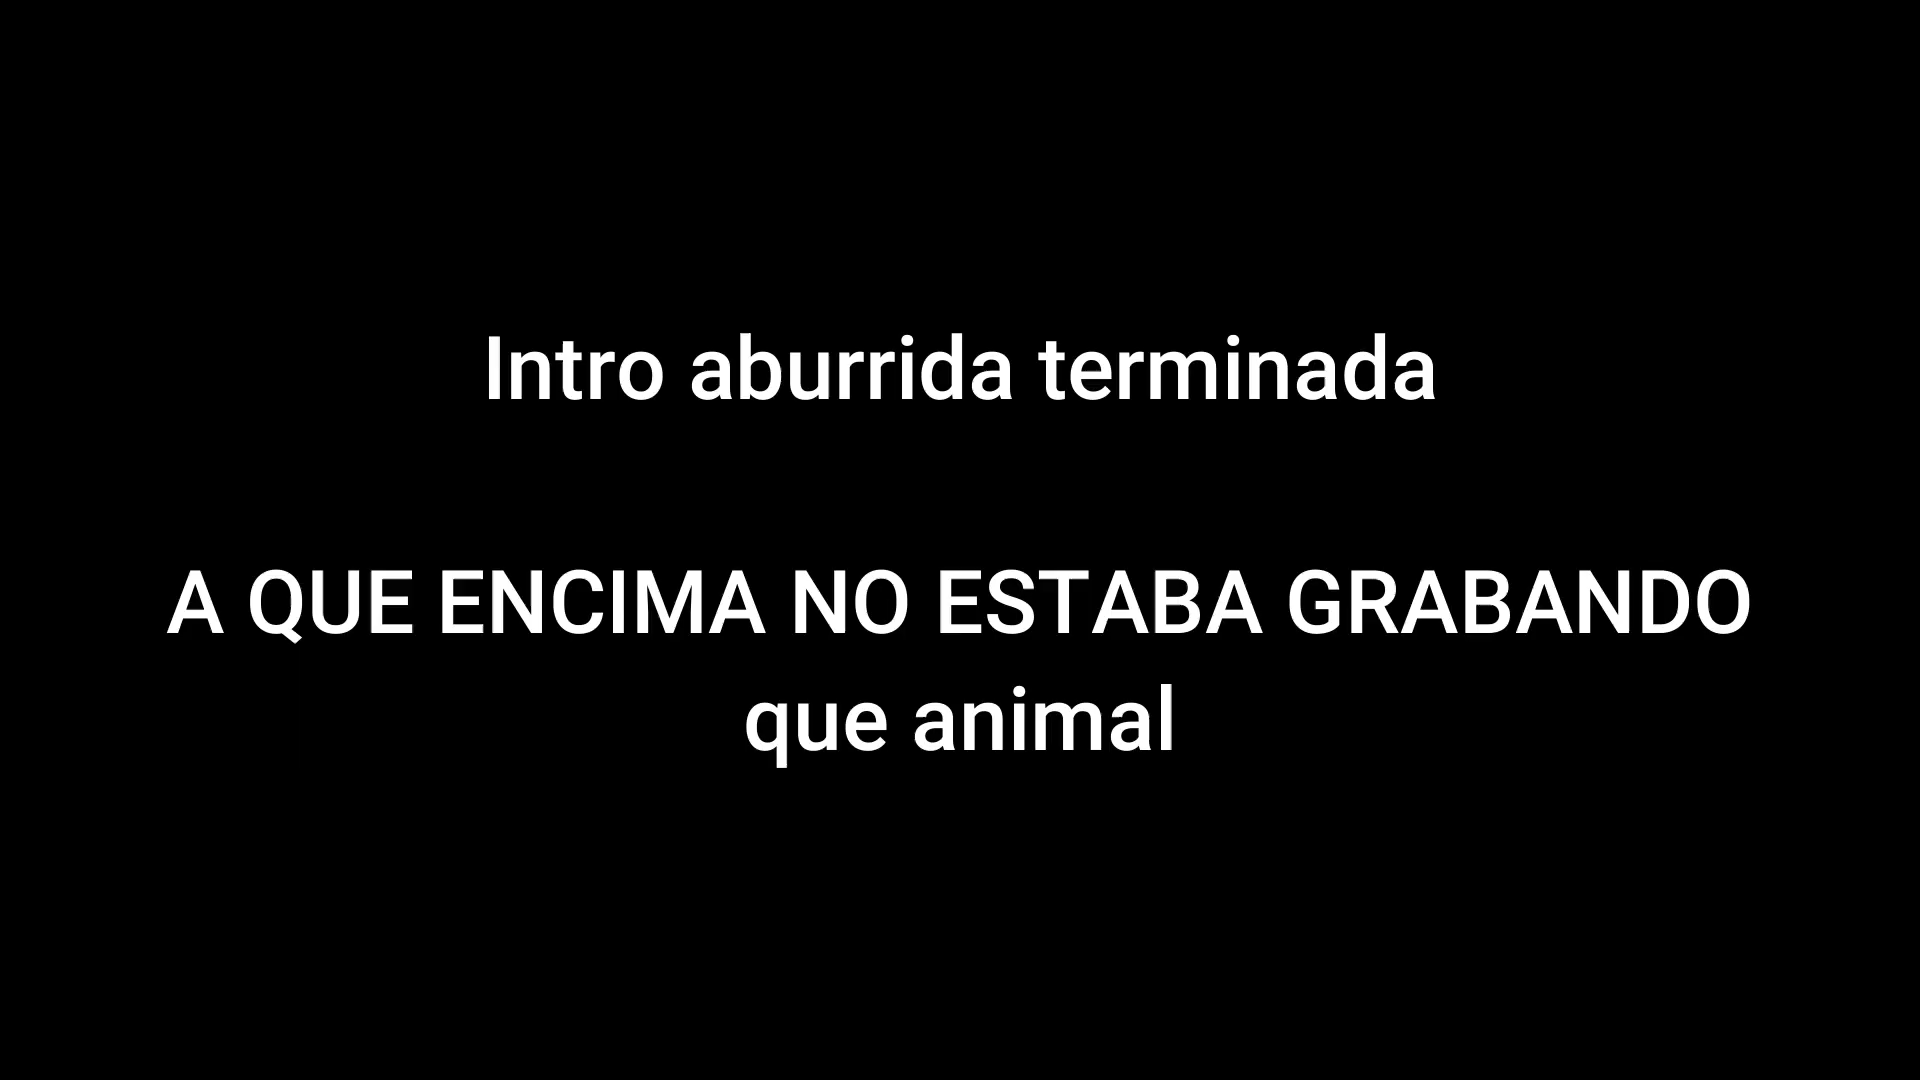 Intro aburrida terminada
A QUE ENCIMA NO ESTABA GRABANDO
que animal